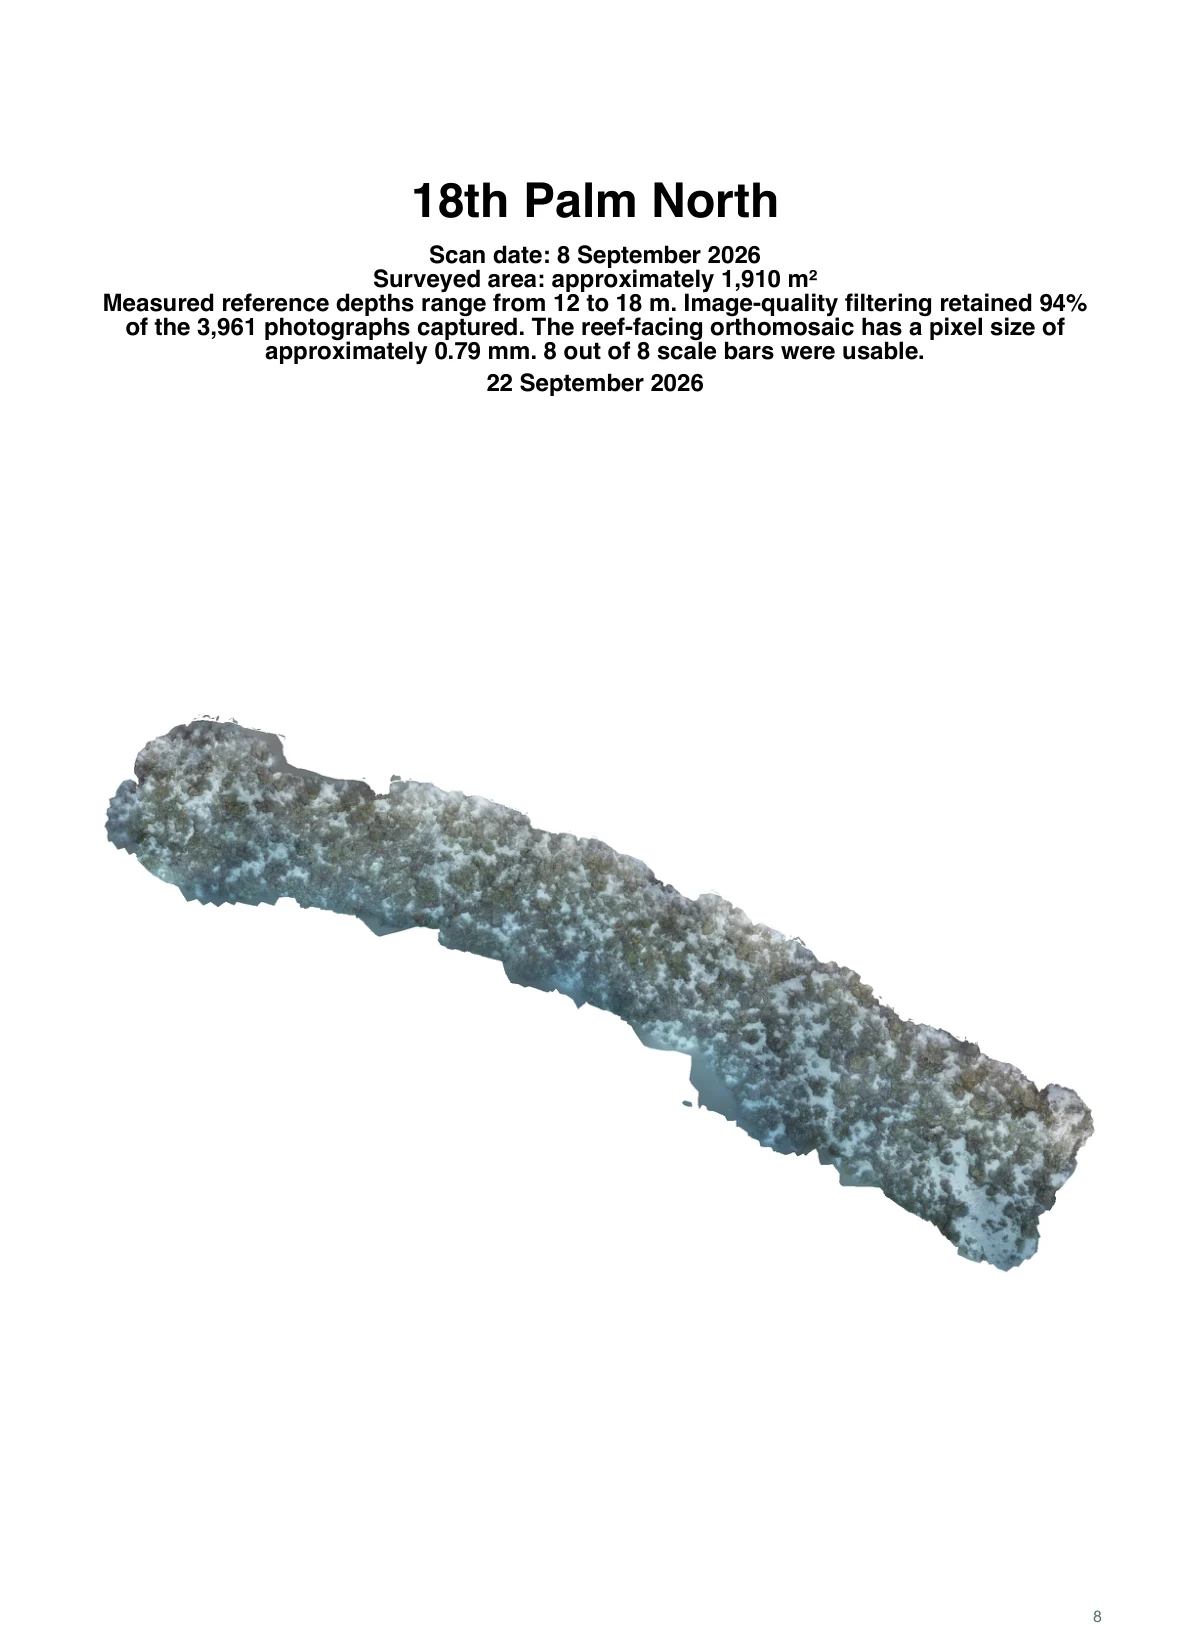 18th Palm North
Scan date: 8 September 2026
Surveyed area: approximately 1,910 m²
Measured reference depths range from 12 to 18 m. Image-quality filtering retained 94%
of the 3,961 photographs captured. The reef-facing orthomosaic has a pixel size of
approximately 0.79 mm. 8 out of 8 scale bars were usable.
22 September 2026
8